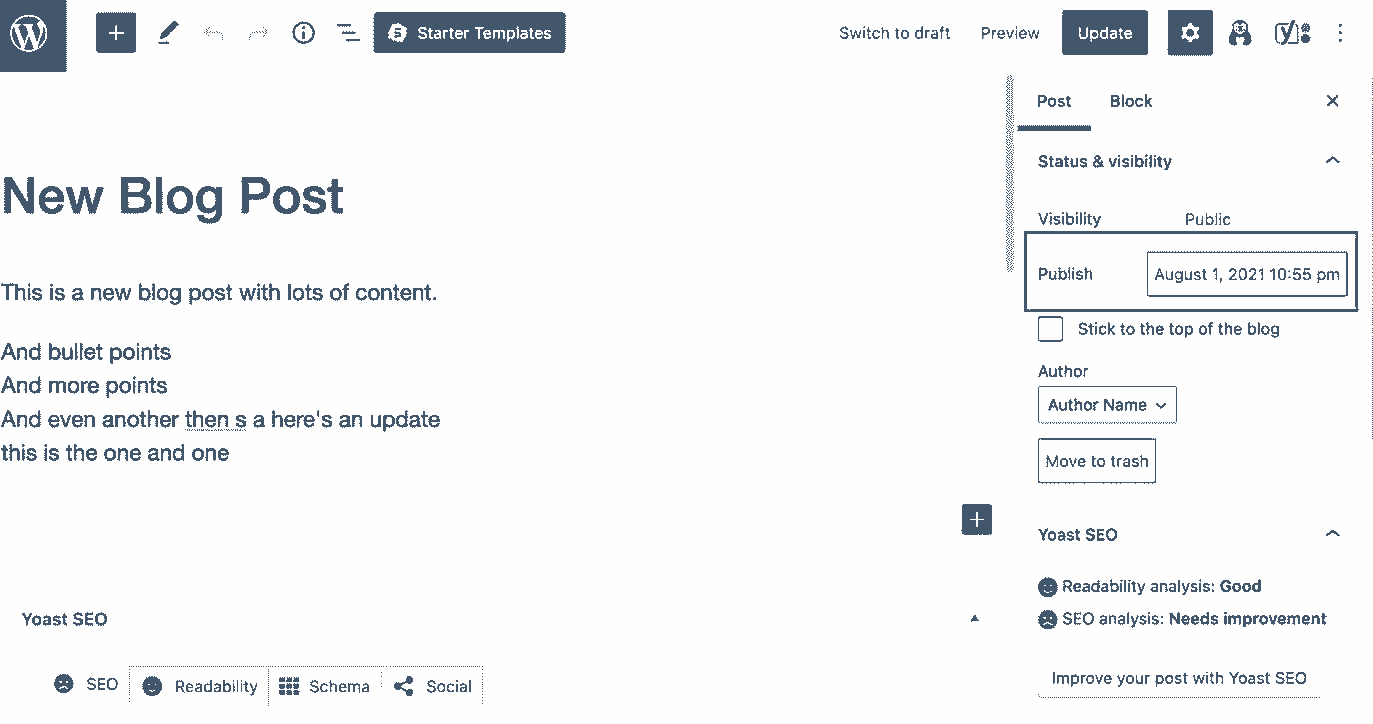 Starter Templates
Switch to draft Preview Update
Post Block
Status & visibility
New Blog Post
Visibility Public
Publish August 1, 2021 10:55 pm
This is a new blog post with lots of content.
Stick to the top of the blog
And bullet points
Author
And more points
Author Name
And even another then s a here's an update
this is the one and one
Move to trash
Yoast SEO
Readability analysis: Good
Yoast SEO
SEO analysis: Needs improvement
SEO Readability Schema Social
Improve your post with Yoast SEO